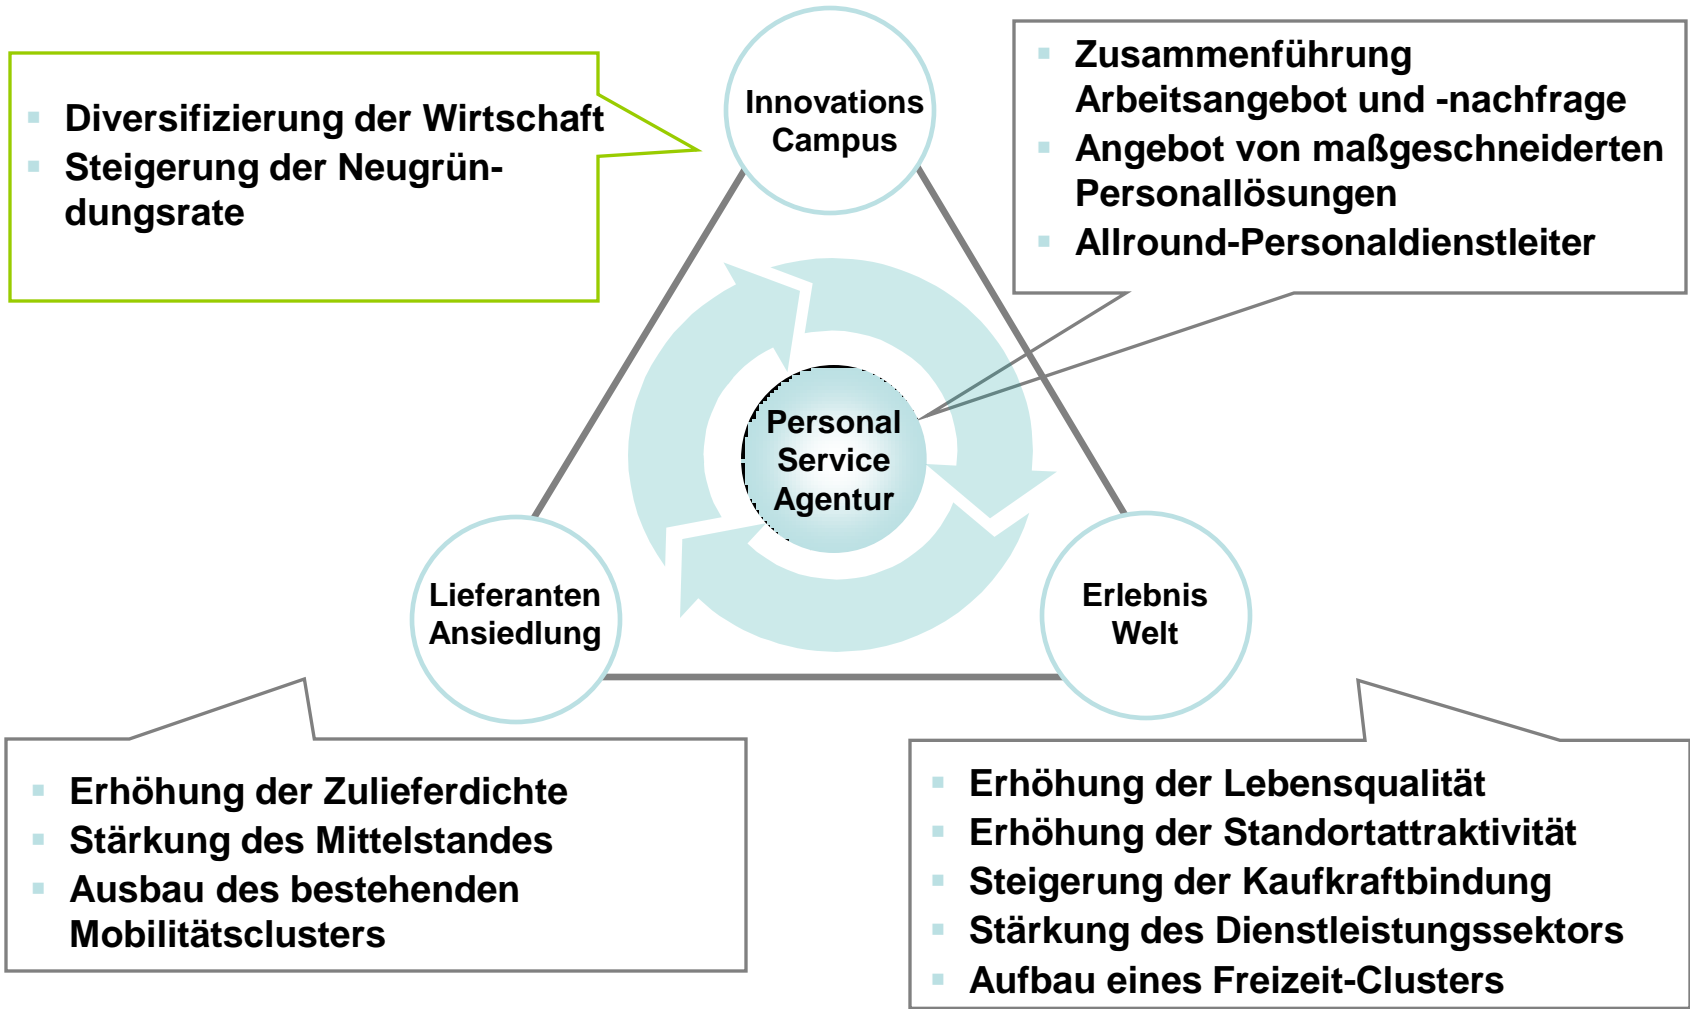 Diversifizierung der Wirtschaft
Steigerung der Neugrün-
dungsrate
Innovations
Campus
Zusammenführung
Arbeitsangebot und -nachfrage
Angebot von maßgeschneiderten
Personallösungen
Allround-Personaldienstleiter
Personal
Service
Agentur
Lieferanten
Ansiedlung
Erlebnis
Welt
Erhöhung der Zulieferdichte
Stärkung des Mittelstandes
Ausbau des bestehenden
Mobilitätsclusters
Erhöhung der Lebensqualität
Erhöhung der Standortattraktivität
Steigerung der Kaufkraftbindung
Stärkung des Dienstleistungssektors
Aufbau eines Freizeit-Clusters